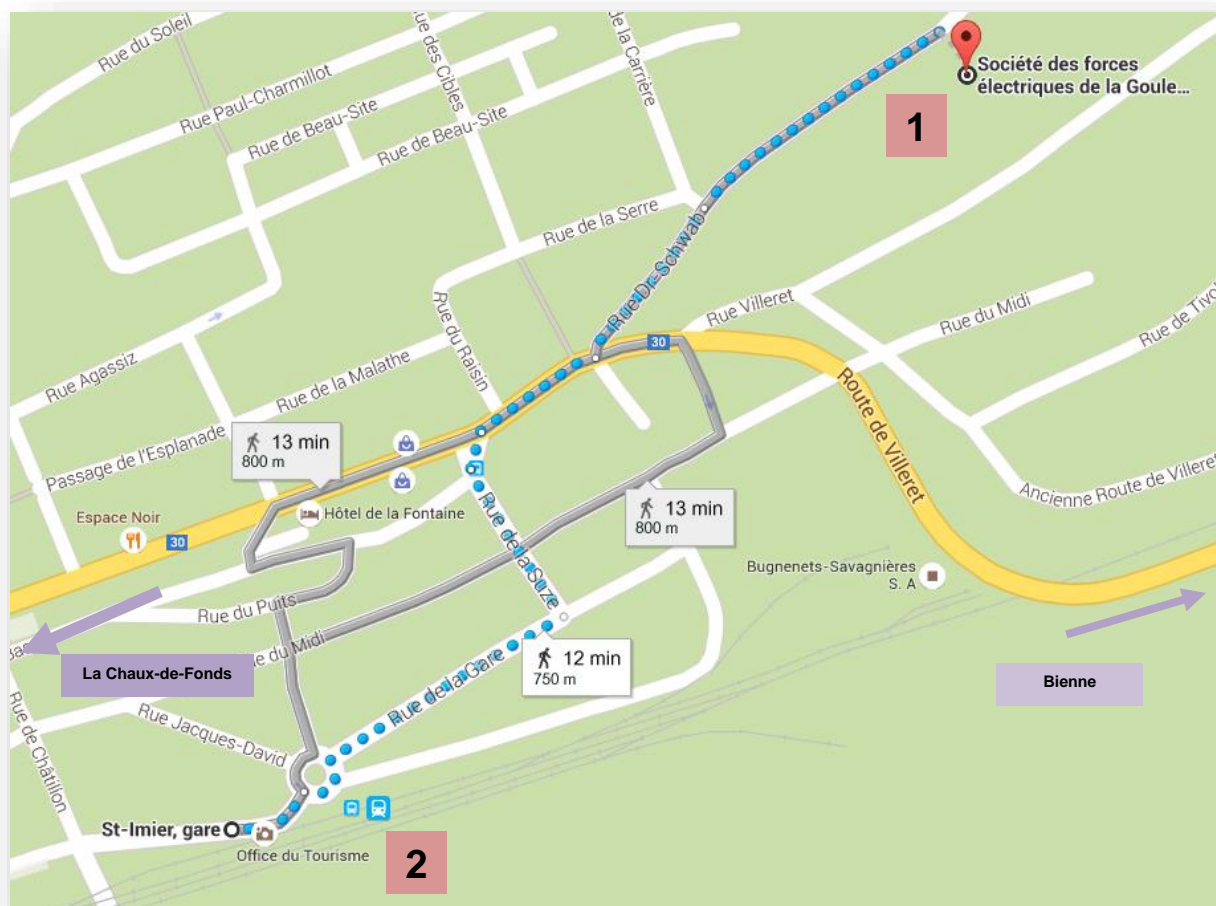 Rue du Soleil
Rue Paul-Charmillot
Rue de Beau-Site
Rue de Beau-Site
ue des Cibles
de la Carrière
Société des forces
électriques de la Goule...
1
Rue de la Serre
Rue Dr-Schwab
Rue du Raisin
Rue Villeret
Rue du Midi
Rue de Tivol
30
Rue Agassiz
Rue de la Malathe
Passage de l'Esplanade
13 min
800 m
Route de Villeret
Ancienne Route de Villeret
Hôtel de la Fontaine
13 min
800 m
Espace Noir
30
Rue de la Suze
Bugnenets-Savagnières
S. A
Rue du Puits
e du Midi
12 min
750 m
La Chaux-de-Fonds
Bienne
Rue de la Gare
Rue Jacques-David
Rue de Châtillon
St-Imier, gare
Office du Tourisme
2